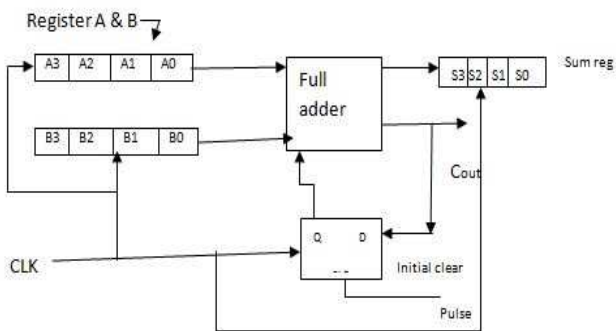 Register A & B
A3 A2 A1 A0
S3 S2 S1 S0
Sum reg
Full
adder
B3 B2 B1 B0
Cout
Q D
CLK
Initial clear
Pulse